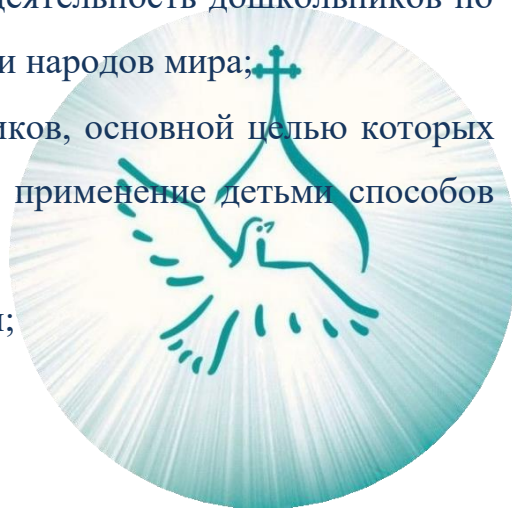 деятельность дошкольников по
и народов мира;
иков, основной целью которых
применение детьми способов